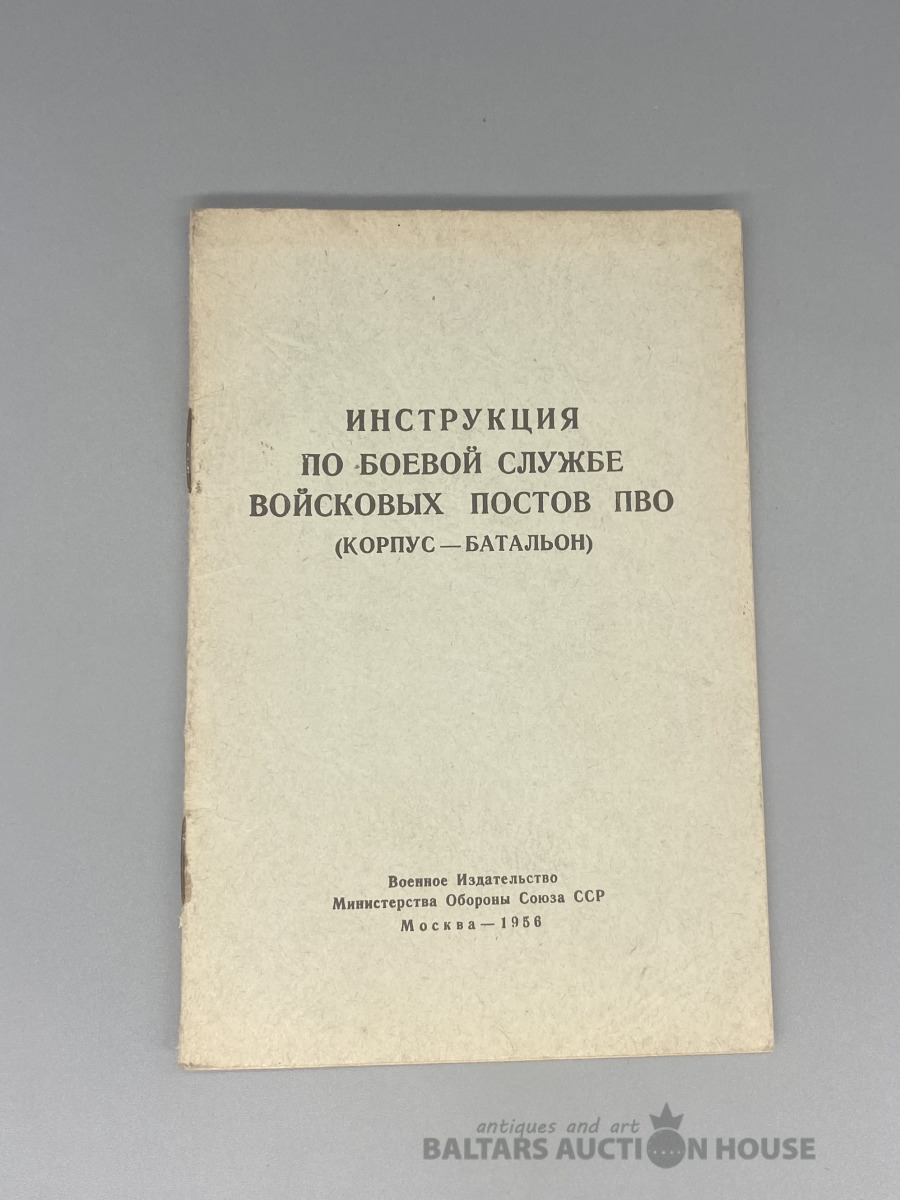 ИНСТРУКЦИЯ
ПО БОЕВОЙ СЛУЖБЕ
ВОЙСКОВЫХ ПОСТОВ ПВО
(КОРПУС — БАТАЛЬОН)
Военное Издательство
Министерства Обороны Союза ССР
Москва — 1956
antiques and art
BALTARS AUCTION HOUSE